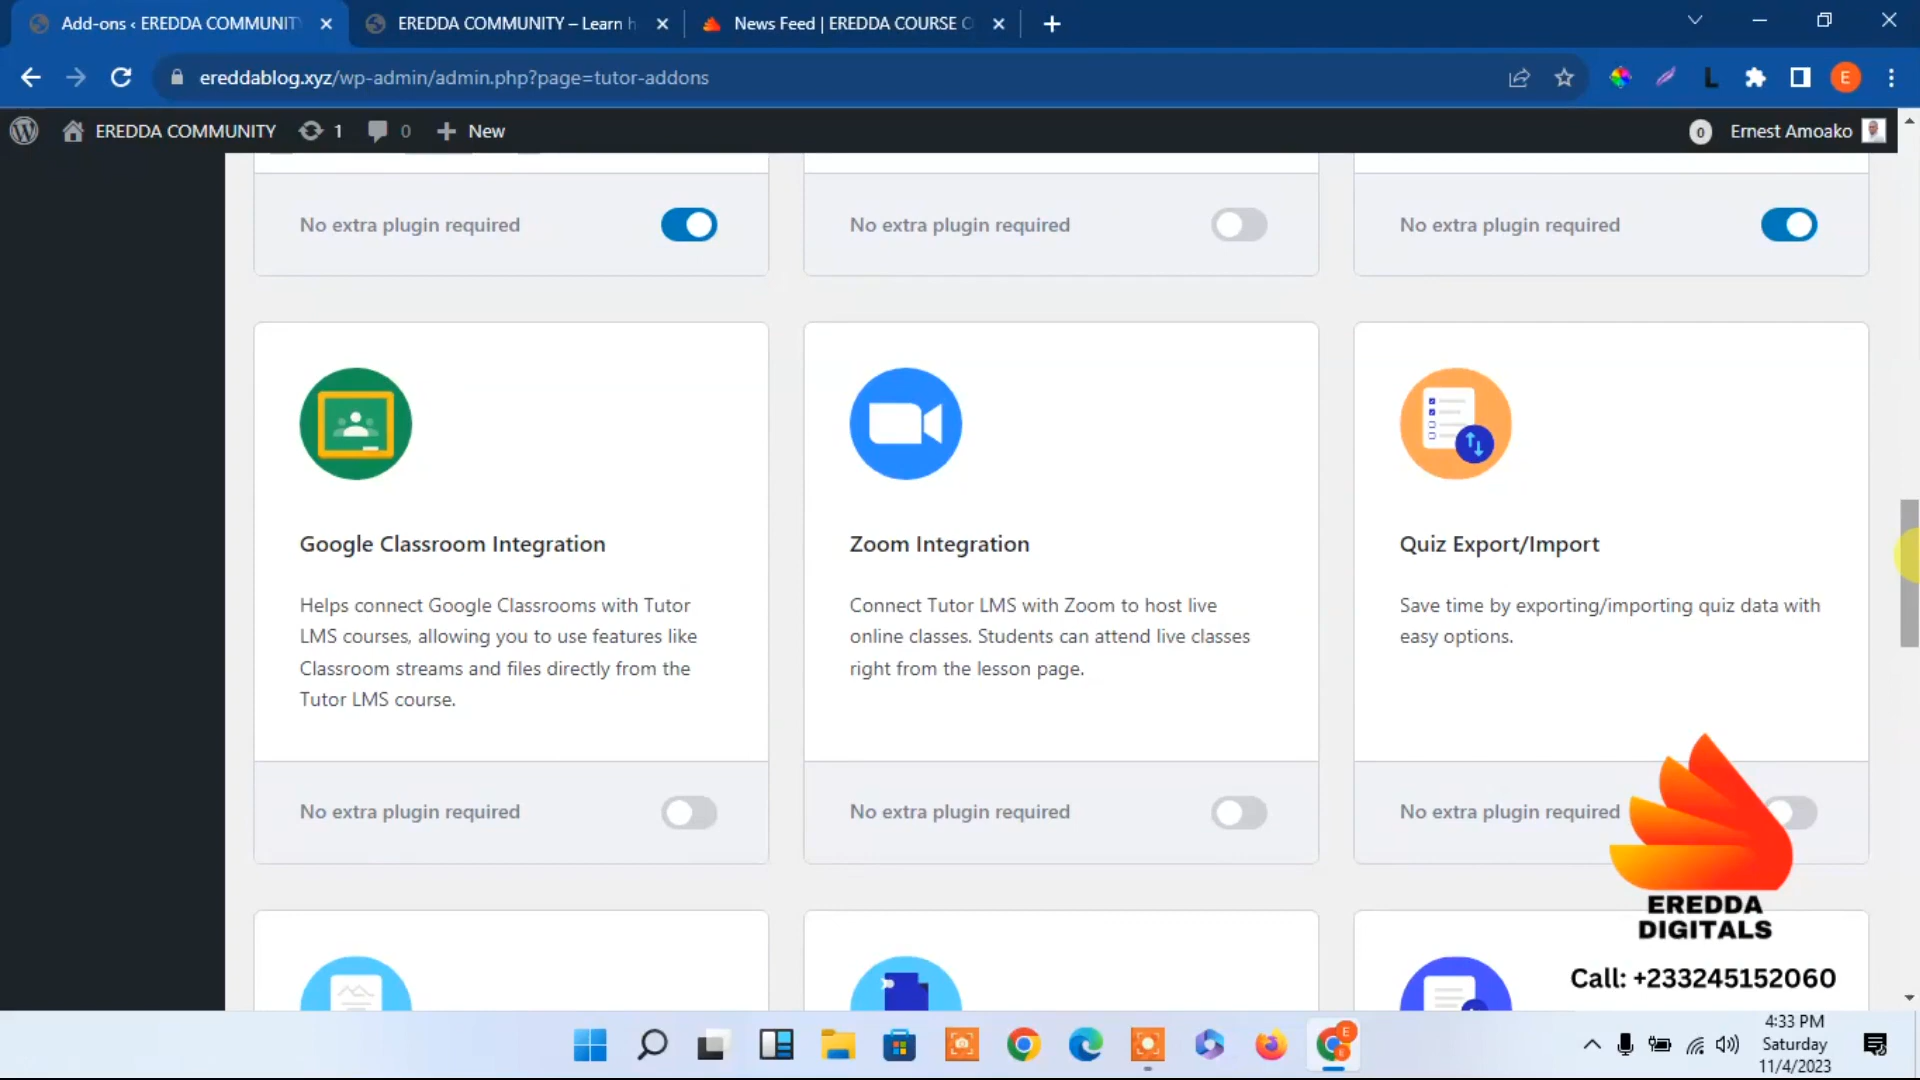 Add-ons ‹ EREDDA COMMUNIT
EREDDA COMMUNITY – Learn h
News Feed | EREDDA COURSE C
ereddablog.xyz/wp-admin/admin.php?page=tutor-addons
L
E
EREDDA COMMUNITY
1
0
New
0
Ernest Amoako
No extra plugin required
No extra plugin required
No extra plugin required
Google Classroom Integration
Helps connect Google Classrooms with Tutor
LMS courses, allowing you to use features like
Classroom streams and files directly from the
Tutor LMS course.
No extra plugin required
Zoom Integration
Connect Tutor LMS with Zoom to host live
online classes. Students can attend live classes
right from the lesson page.
No extra plugin required
Quiz Export/Import
Save time by exporting/importing quiz data with
easy options.
No extra plugin required
EREDDA
DIGITALS
Call: +233245152060
4:33 PM
Saturday
11/4/2023